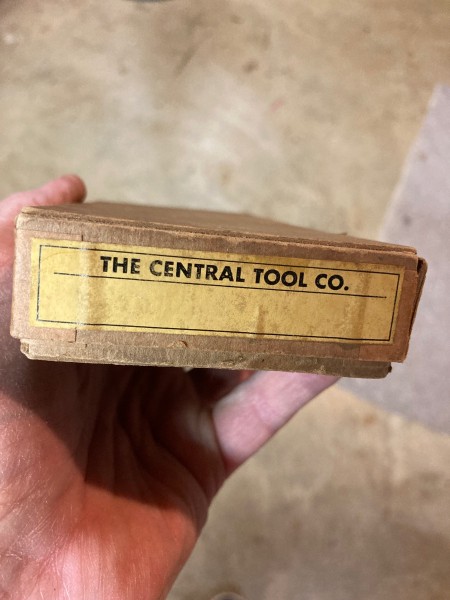 THE CENTRAL TOOL CO.